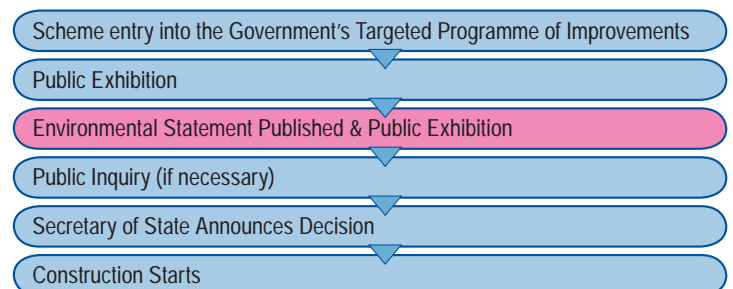 Scheme entry into the Government's Targeted Programme of Improvements
Public Exhibition
Environmental Statement Published & Public Exhibition
Public Inquiry (if necessary)
Secretary of State Announces Decision
Construction Starts